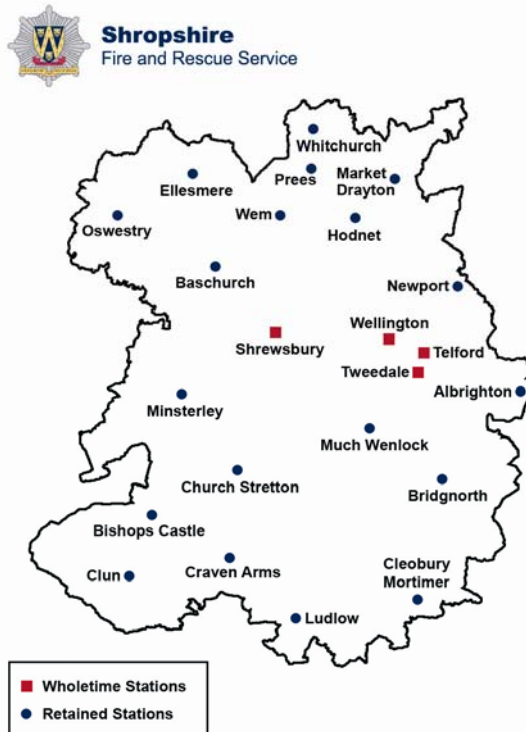 Shropshire
Fire and Rescue Service
Whitchurch
Prees
Market
Drayton
Ellesmere
Wem
Hodnet
Oswestry
Baschurch
Newport
Wellington
Shrewsbury
Telford
Tweedale
Albrighton
Minsterley
Much Wenlock
Church Stretton
Bridgnorth
Bishops Castle
Craven Arms
Clun
Cleobury
Mortimer
Ludlow
Wholetime Stations
Retained Stations